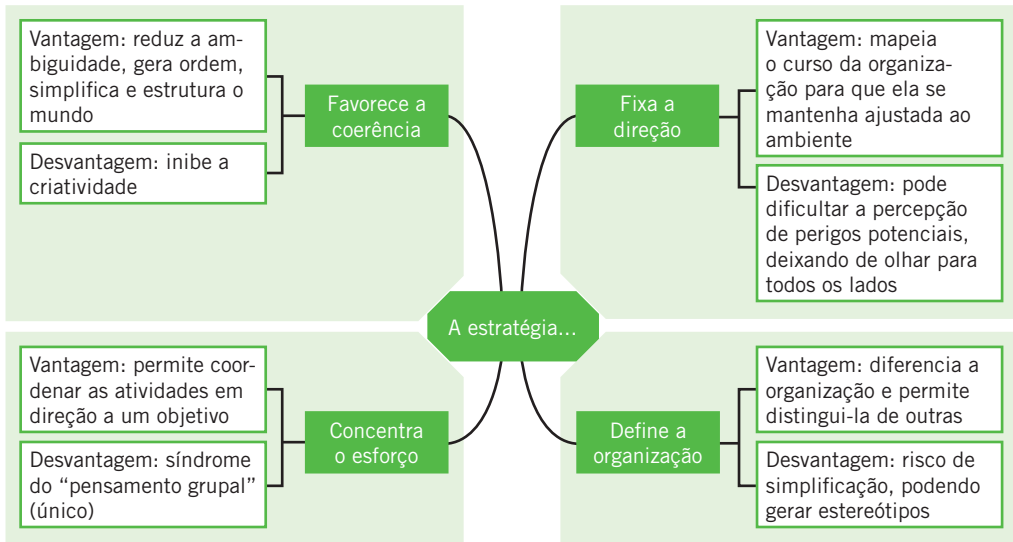 Vantagem: reduz a am-
biguidade, gera ordem,
simplifica e estrutura o
mundo
Desvantagem: inibe a
criatividade
Favorece a
coerência
Fixa a
direção
Vantagem: mapeia
o curso da organiza-
ção para que ela se
mantenha ajustada ao
ambiente
Desvantagem: pode
dificultar a percepção
de perigos potenciais,
deixando de olhar para
todos os lados
A estratégia...
Vantagem: permite coor-
denar as atividades em
direção a um objetivo
Desvantagem: síndrome
do “pensamento grupal”
(único)
Concentra
o esforço
Define a
organização
Vantagem: diferencia a
organização e permite
distingui-la de outras
Desvantagem: risco de
simplificação, podendo
gerar estereótipos